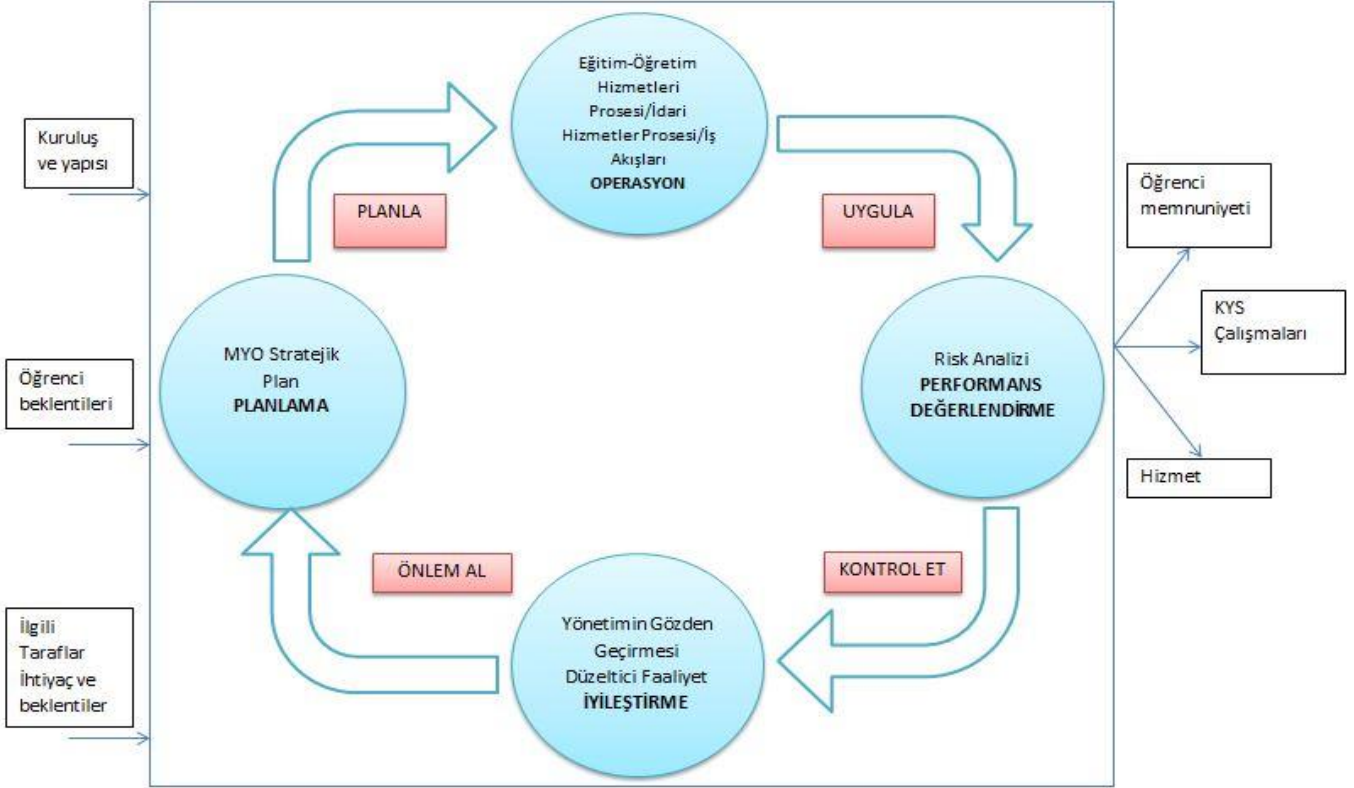 Kuruluş
ve yapısı
Öğrenci
beklentileri
İlgili
Taraflar
İhtiyaç ve
beklentiler
MYO Stratejik
Plan
PLANLAMA
PLANLA
Eğitim-Öğretim
Hizmetleri
Prosesi/İdari
Hizmetler Prosesi/İş
Akışları
OPERASYON
UYGULA
Risk Analizi
PERFORMANS
DEĞERLENDİRME
KONTROL ET
Yönetimin Gözden
Geçirmesi
Düzeltici Faaliyet
İYİLEŞTİRME
ÖNLEM AL
Öğrenci
memnuniyeti
KYS
Çalışmaları
Hizmet